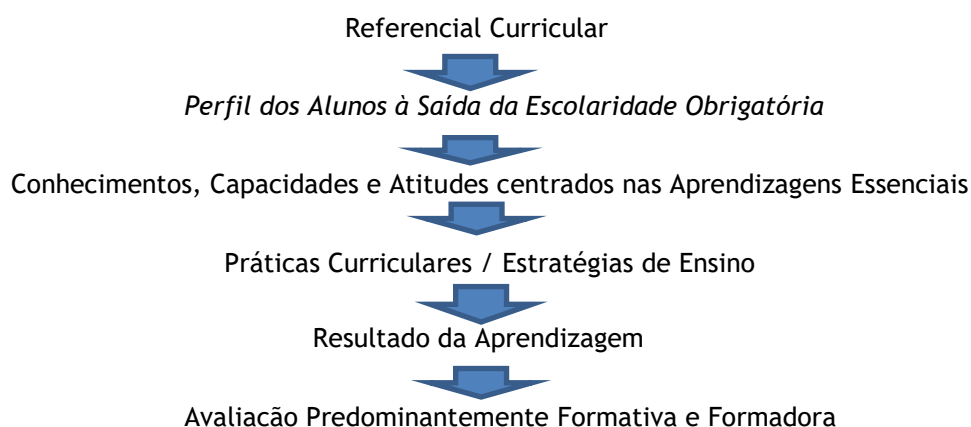 Referencial Curricular
Perfil dos Alunos à Saída da Escolaridade Obrigatória
Conhecimentos, Capacidades e Atitudes centrados nas Aprendizagens Essenciais
Práticas Curriculares / Estratégias de Ensino
Resultado da Aprendizagem
Avaliação Predominantemente Formativa e Formadora